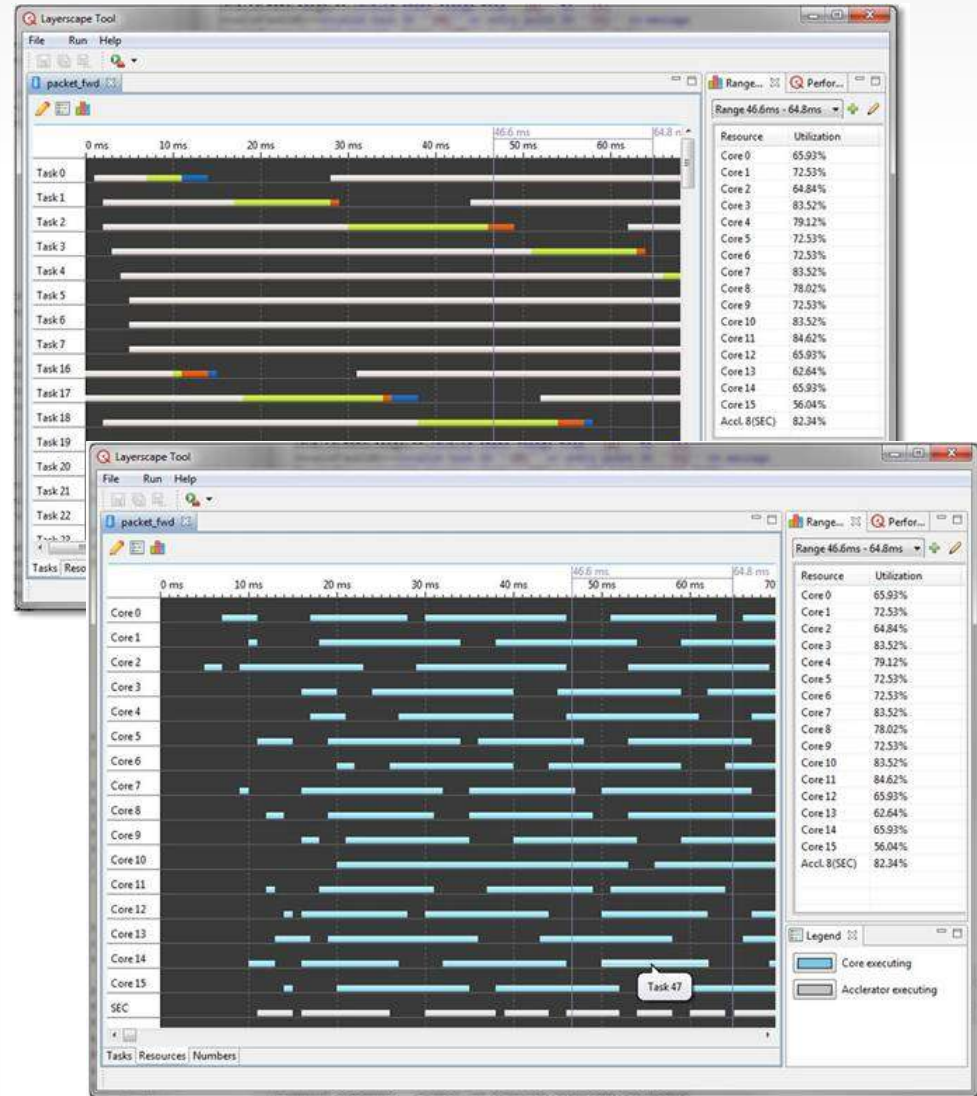 Layerscape Tool
File Run Help
packet_fwd
46.6 ms
0 ms 10 ms 20 ms 30 ms 40 ms 50 ms 60 ms
Task 0
Task 1
Task 2
Task 3
Task 4
Task 5
Task 6
Task 7
Task 16
Task 17
Task 18
Task 19
Task 20
Task 21
Task 22
Tasks Reso
Range... Perfor...
Range 46.6ms - 64.8ms
Resource Utilization
Core 0 65.93%
Core 1 72.53%
Core 2 64.84%
Core 3 83.52%
Core 4 79.12%
Core 5 72.53%
Core 6 72.53%
Core 7 83.52%
Core 8 78.02%
Core 9 72.53%
Core 10 83.52%
Core 11 84.62%
Core 12 65.93%
Core 13 62.64%
Core 14 65.93%
Core 15 56.04%
Accl. 8(SEC) 82.34%
Layerscape Tool
File Run Help
packet_fwd
46.6 ms 64.8 ms
0 ms 10 ms 20 ms 30 ms 40 ms 50 ms 60 ms 70
Core 0
Core 1
Core 2
Core 3
Core 4
Core 5
Core 6
Core 7
Core 8
Core 9
Core 10
Core 11
Core 12
Core 13
Core 14
Core 15
SEC
Task 47
Tasks Resources Numbers
Range... Perfor...
Range 46.6ms - 64.8ms
Resource Utilization
Core 0 65.93%
Core 1 72.53%
Core 2 64.84%
Core 3 83.52%
Core 4 79.12%
Core 5 72.53%
Core 6 72.53%
Core 7 83.52%
Core 8 78.02%
Core 9 72.53%
Core 10 83.52%
Core 11 84.62%
Core 12 65.93%
Core 13 62.64%
Core 14 65.93%
Core 15 56.04%
Accl. 8(SEC) 82.34%
Legend
Core executing
Acclerator executing